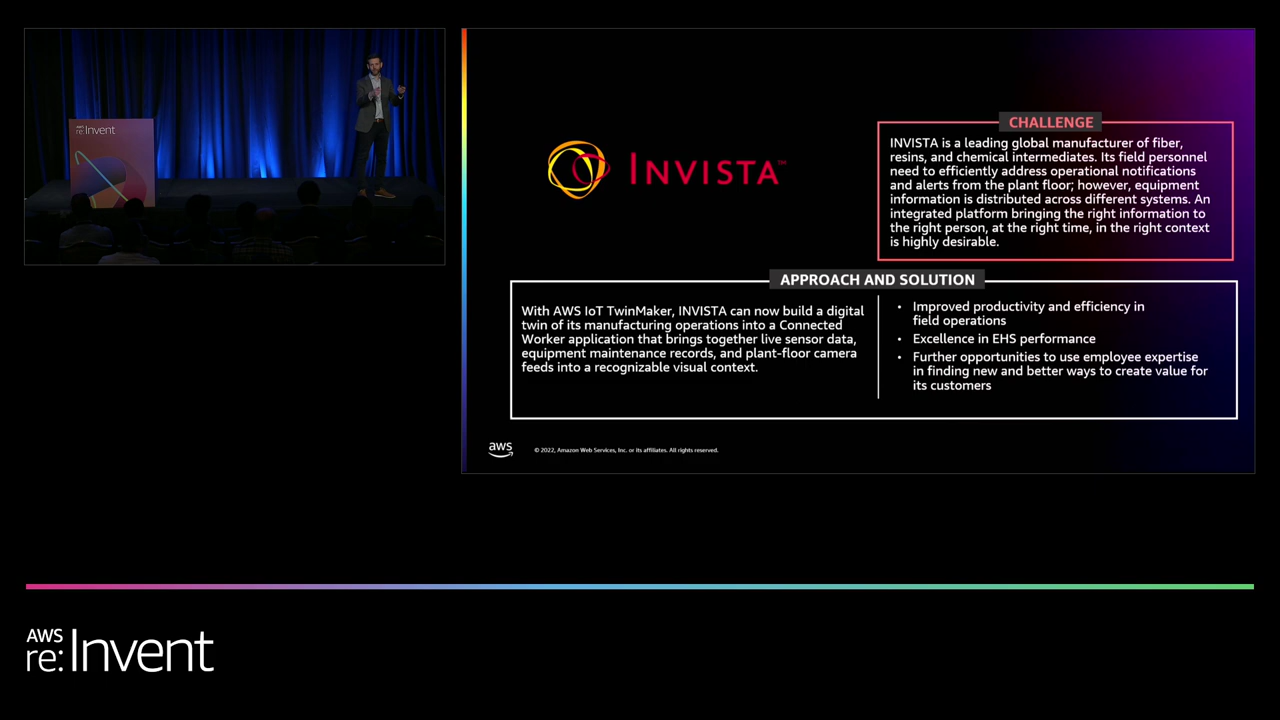 AWS
re:Invent
INVISTA™
CHALLENGE
INVISTA is a leading global manufacturer of fiber,
resins, and chemical intermediates. Its field personnel
need to efficiently address operational notifications
and alerts from the plant floor; however, equipment
information is distributed across different systems. An
integrated platform bringing the right information to
the right person, at the right time, in the right context
is highly desirable.
APPROACH AND SOLUTION
With AWS IoT TwinMaker, INVISTA can now build a digital
twin of its manufacturing operations into a Connected
Worker application that brings together live sensor data,
equipment maintenance records, and plant-floor camera
feeds into a recognizable visual context.
• Improved productivity and efficiency in
field operations
• Excellence in EHS performance
• Further opportunities to use employee expertise
in finding new and better ways to create value for
its customers
aws
© 2022, Amazon Web Services, Inc. or its affiliates. All rights reserved.
AWS
re:Invent